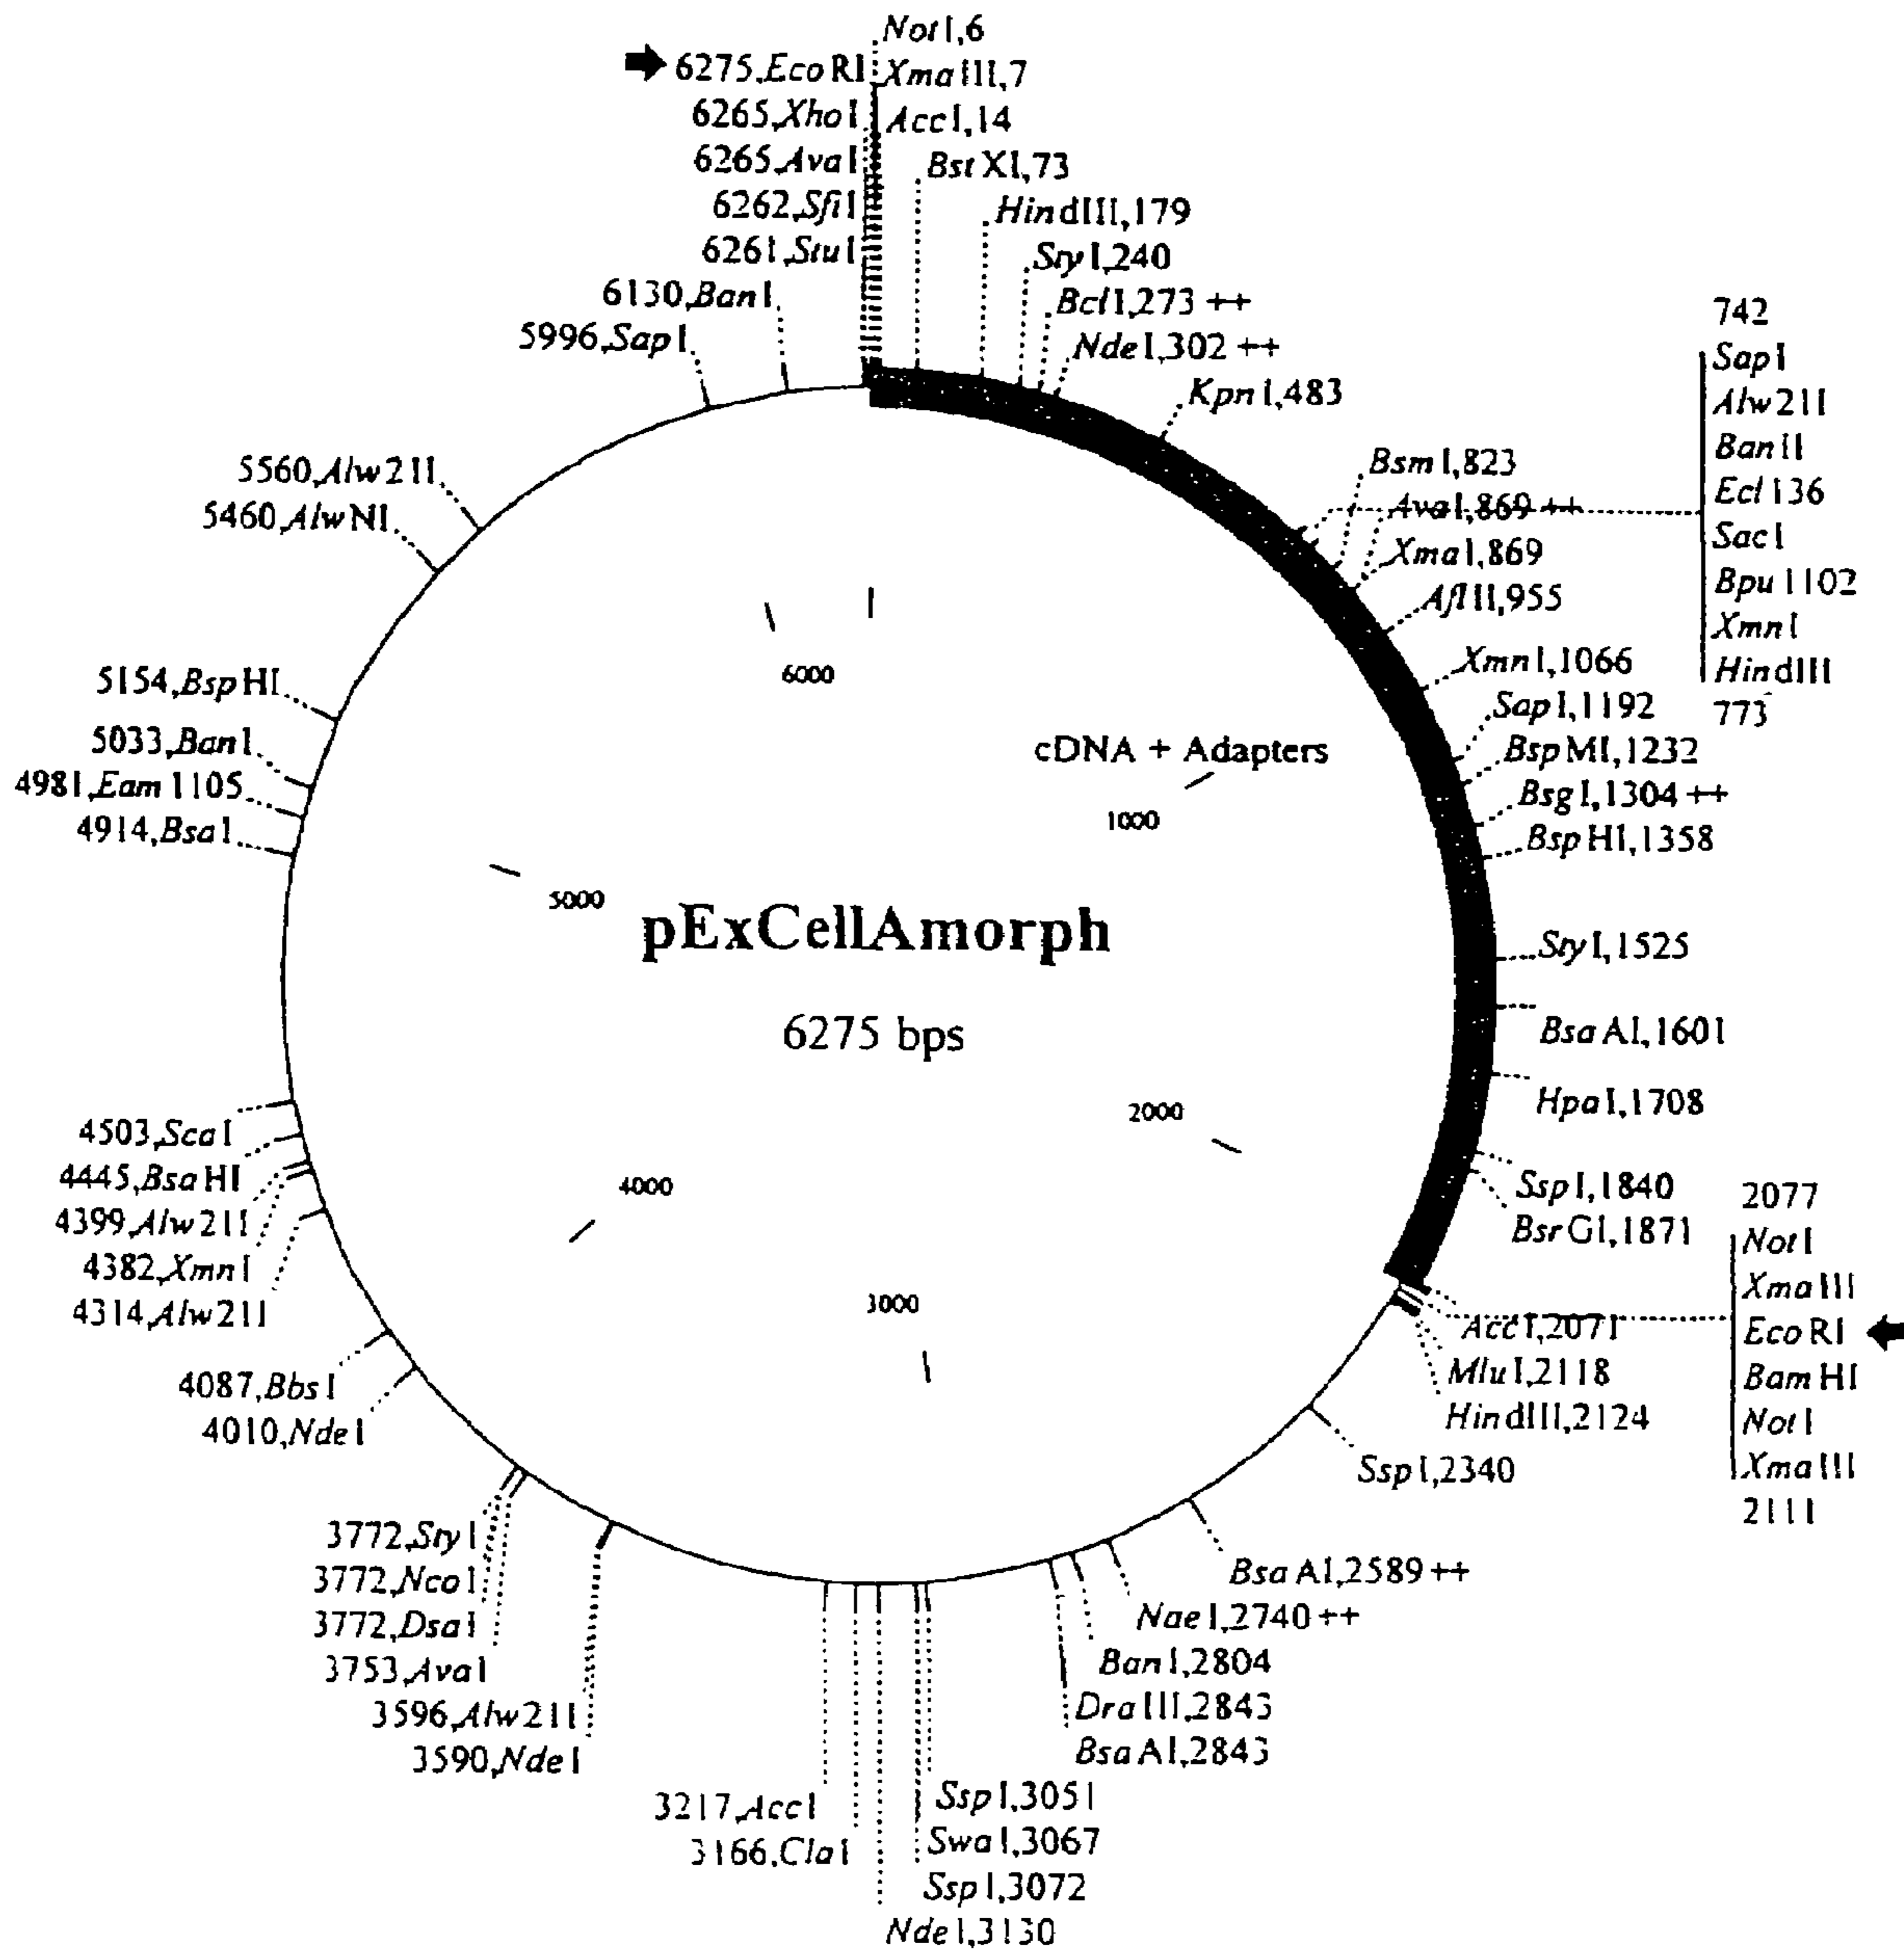 NotI,6
6275,EcoRI
XmaIII,7
6265,XhoI
AccI,14
6265,AvaI
BstXI,73
6262,SfiI
HindIII,179
6261,StuI
StyI,240
6130,BanI
BclI,273 ++
5996,SapI
NdeI,302 ++
KpnI,483
742
SapI
Alw21I
BanII
Ecl136
SacI
Bpu1102
XmnI
HindIII
773
BsmI,823
AvaI,869 ++
XmaI,869
AflII,955
XmnI,1066
SapI,1192
BspMI,1232
BsgI,1304 ++
BspHI,1358
StyI,1525
BsaAI,1601
HpaI,1708
SspI,1840
BsrGI,1871
2077
NotI
XmaIII
EcoRI
BamHI
NotI
XmaIII
2111
AccI,2071
MluI,2118
HindIII,2124
SspI,2340
BsaAI,2589 ++
NaeI,2740 ++
BanI,2804
DraIII,2843
BsaAI,2843
SspI,3051
SwaI,3067
SspI,3072
NdeI,3130
5560,Alw21I
5460,AlwNI
5154,BspHI
5033,BanI
4981,Eam1105
4914,BsaI
4503,ScaI
4445,BsaHI
4399,Alw21I
4382,XmnI
4314,Alw21I
4087,BbsI
4010,NdeI
3772,StyI
3772,NcoI
3772,DsaI
3753,AvaI
3596,Alw21I
3590,NdeI
3217,AccI
3166,ClaI
6000
cDNA + Adapters
1000
5000
pExCellAmorph
6275 bps
2000
4000
3000